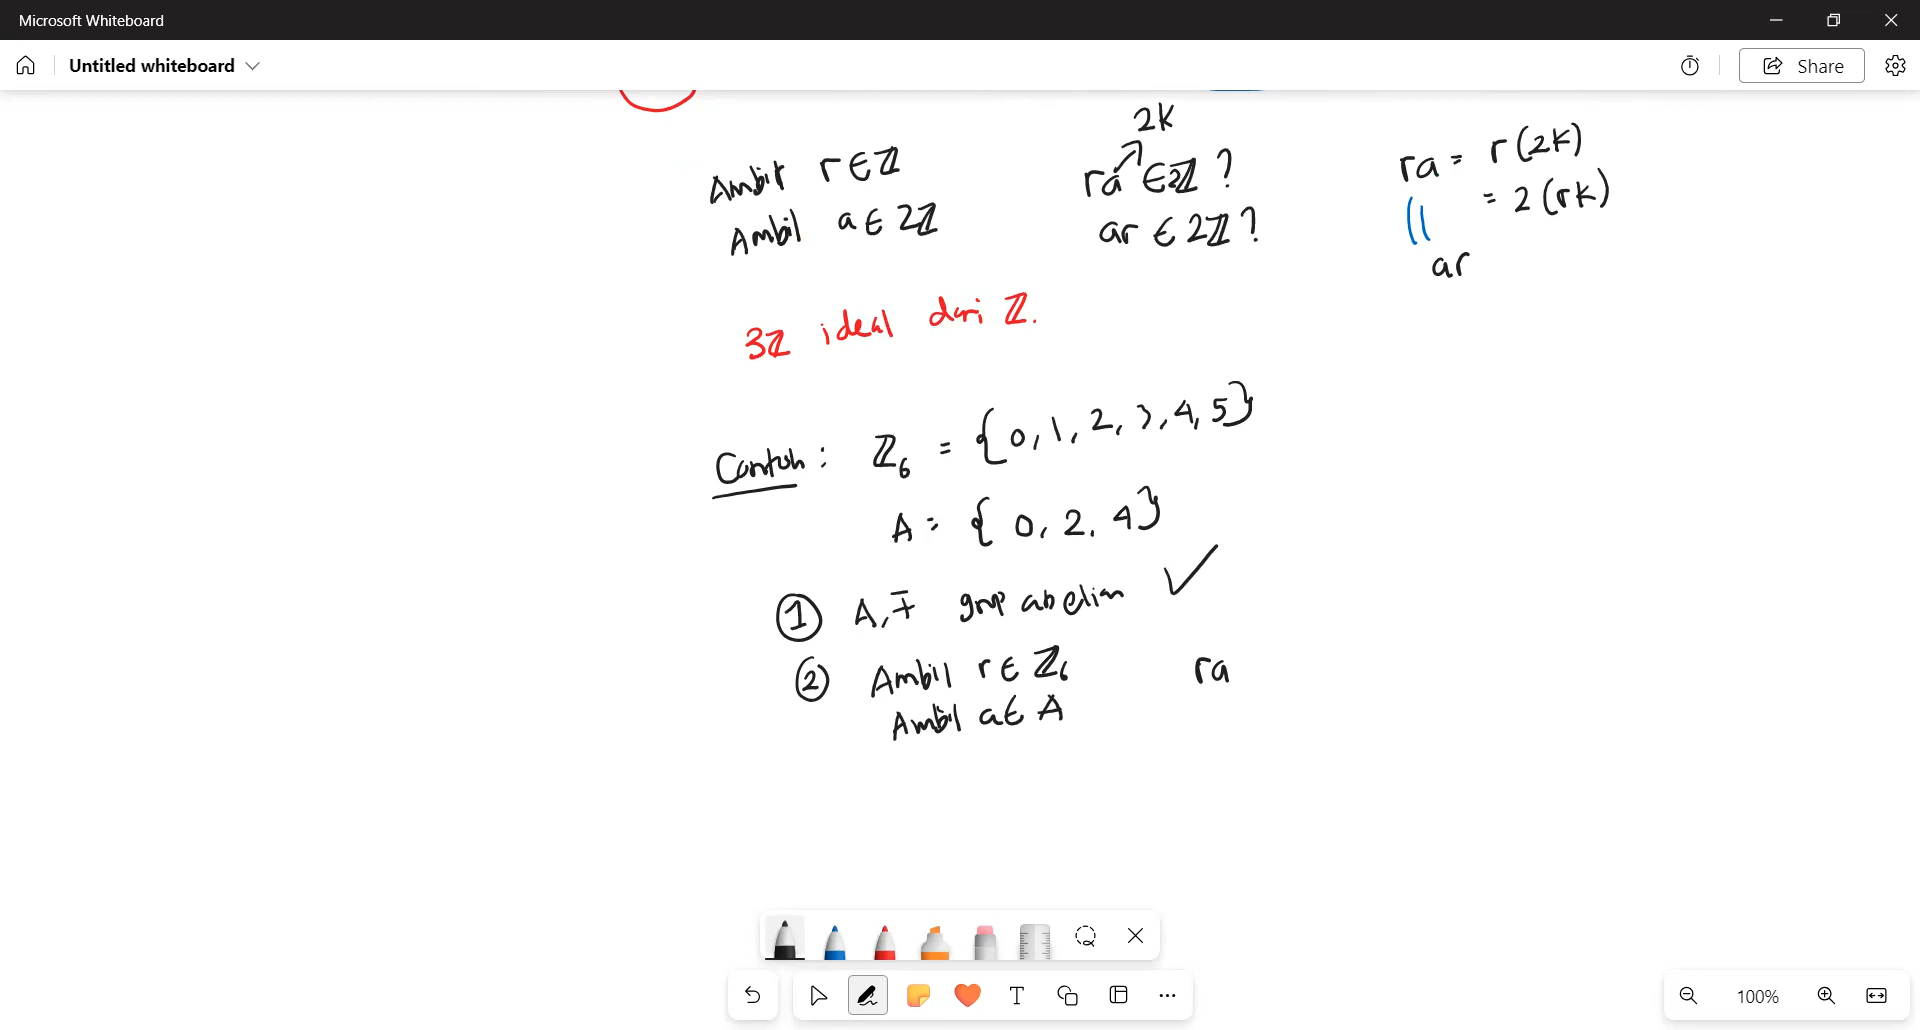 Microsoft Whiteboard
Untitled whiteboard
Share
2k
Ambil r ∈ ℤ
ra ∈ 2ℤ ?
ra = r(2k)
= 2(rk)
Ambil a ∈ 2ℤ
ar ∈ 2ℤ ?
ar
3ℤ ideal dari ℤ.
Contoh : ℤ₆ = {0, 1, 2, 3, 4, 5}
A = {0, 2, 4}
① A, + grup abelian ✓
② Ambil r ∈ ℤ₆
ra
Ambil a ∈ A
100%